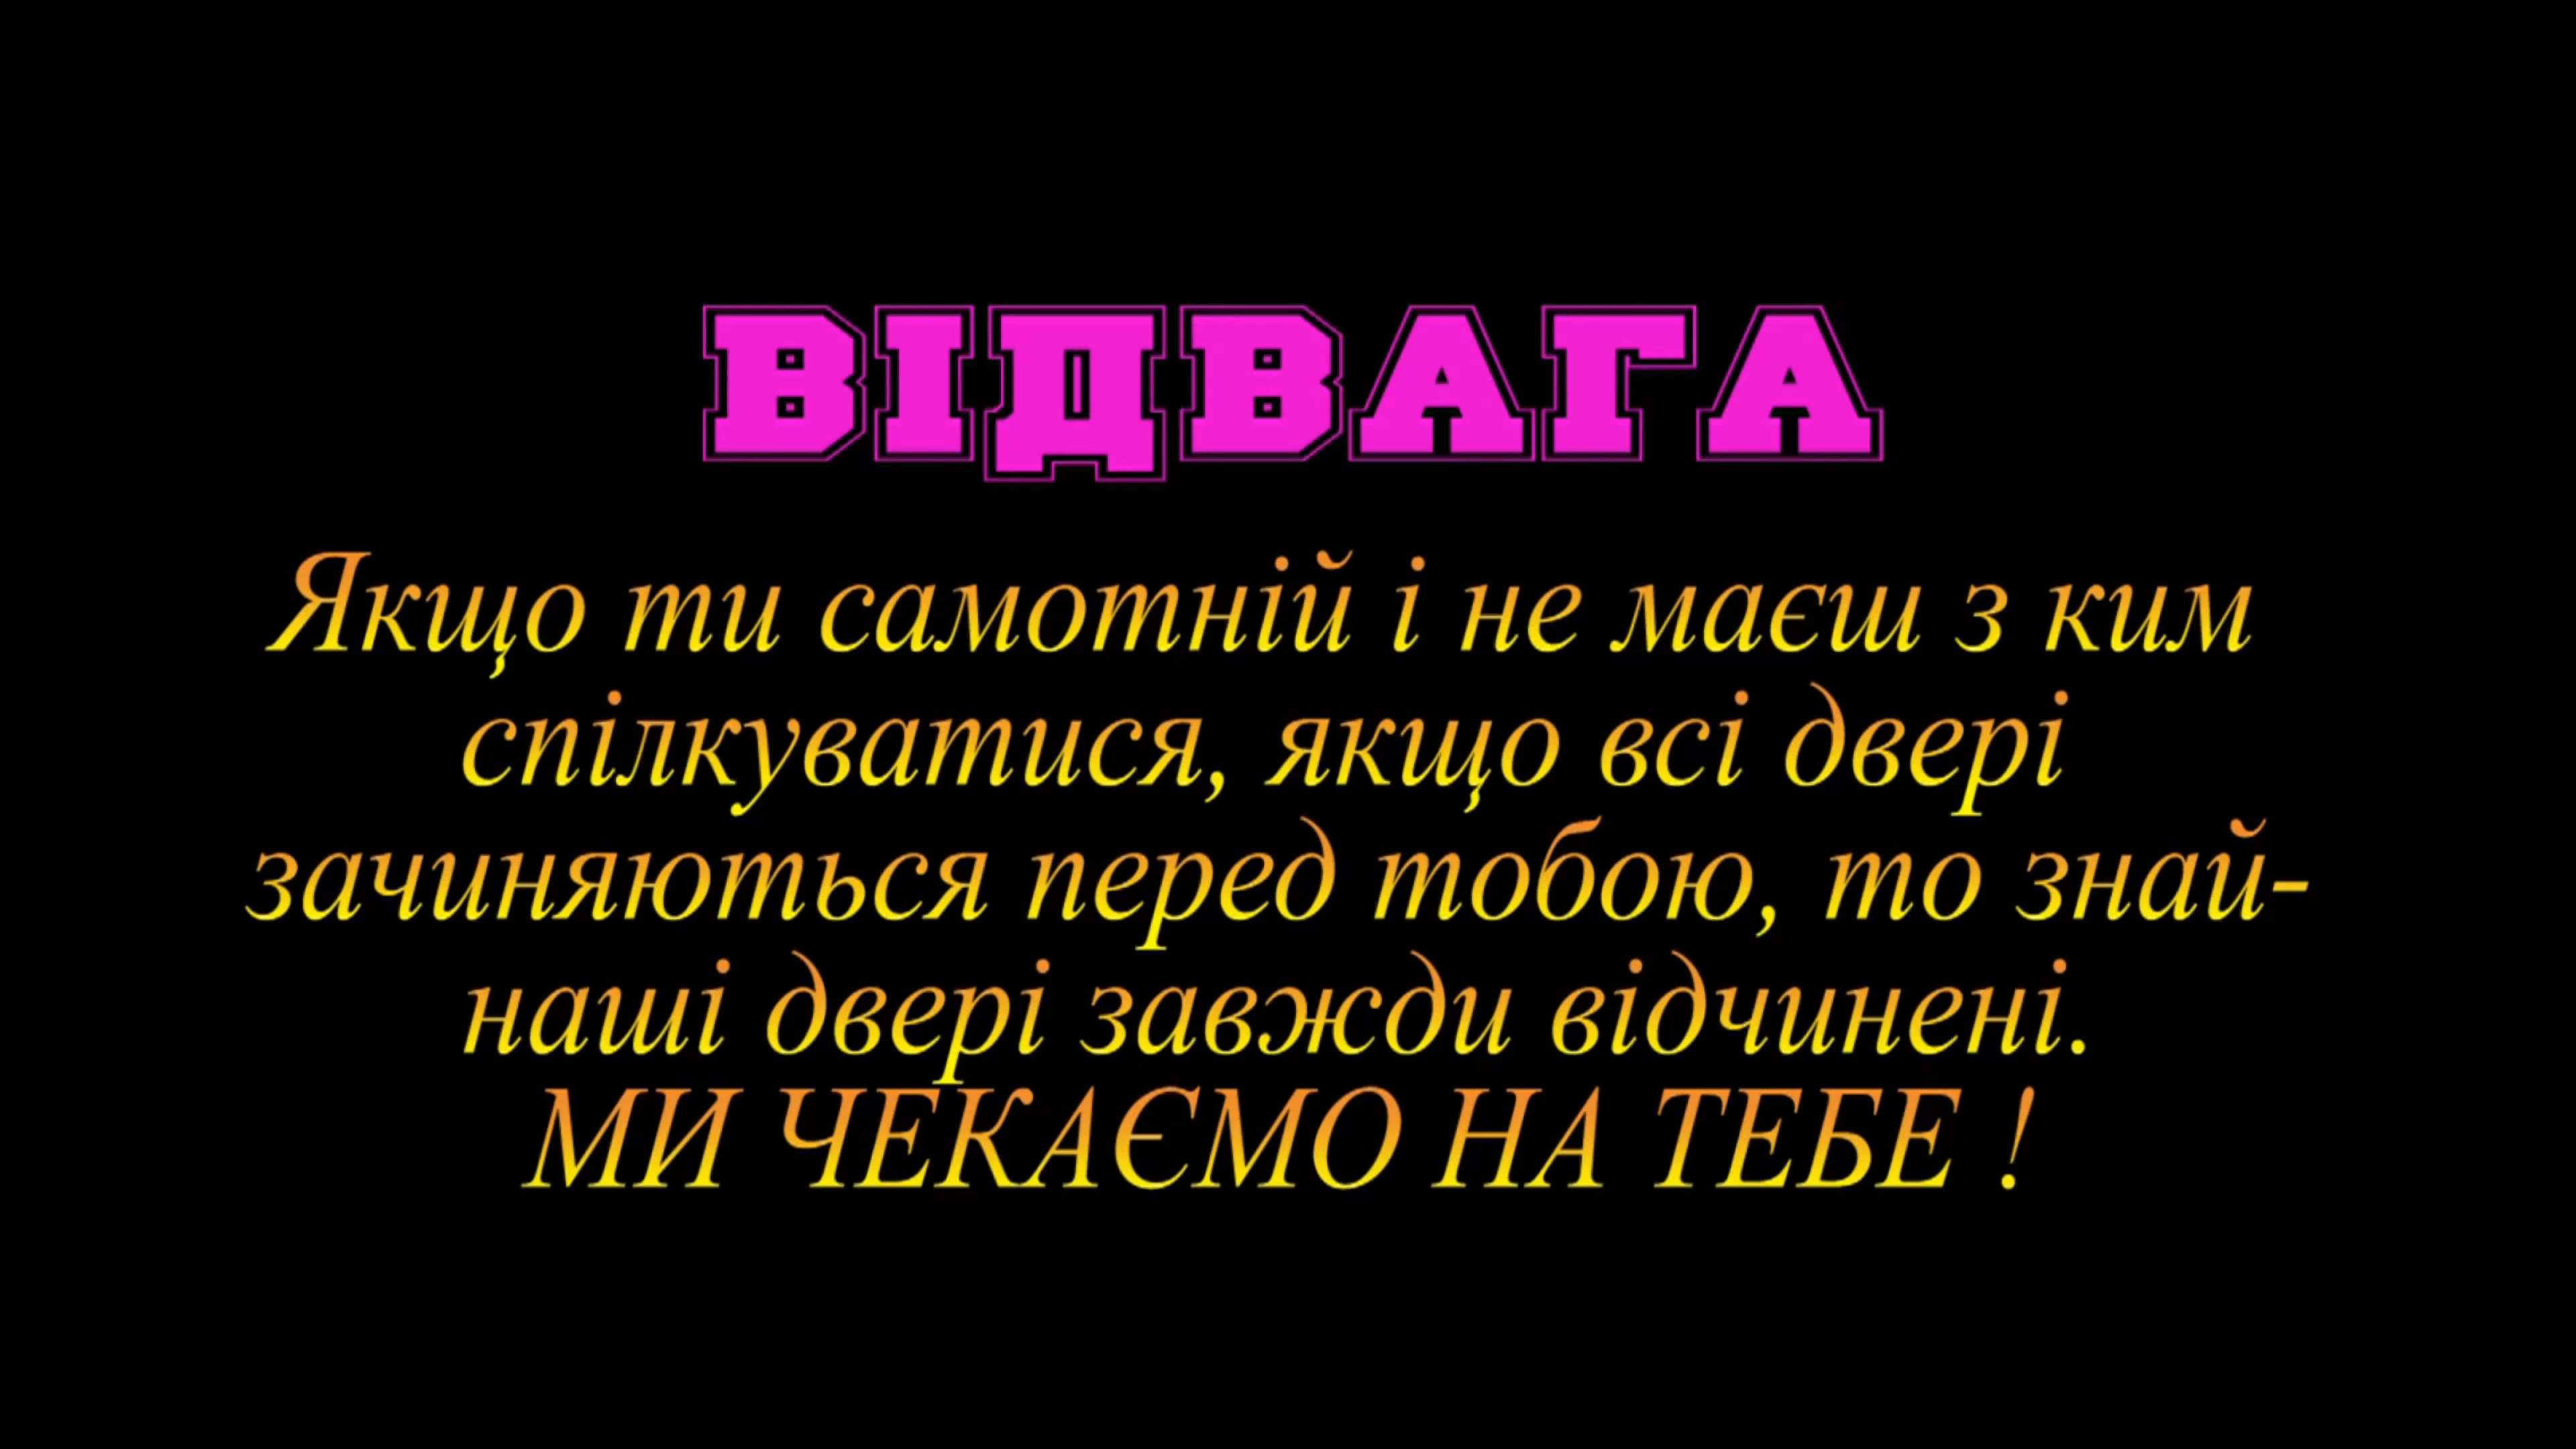 ВІДВАГА
Якщо ти самотній і не маєш з ким
спілкуватися, якщо всі двері
зачиняються перед тобою, то знай-
наші двері завжди відчинені.
МИ ЧЕКАЄМО НА ТЕБЕ !